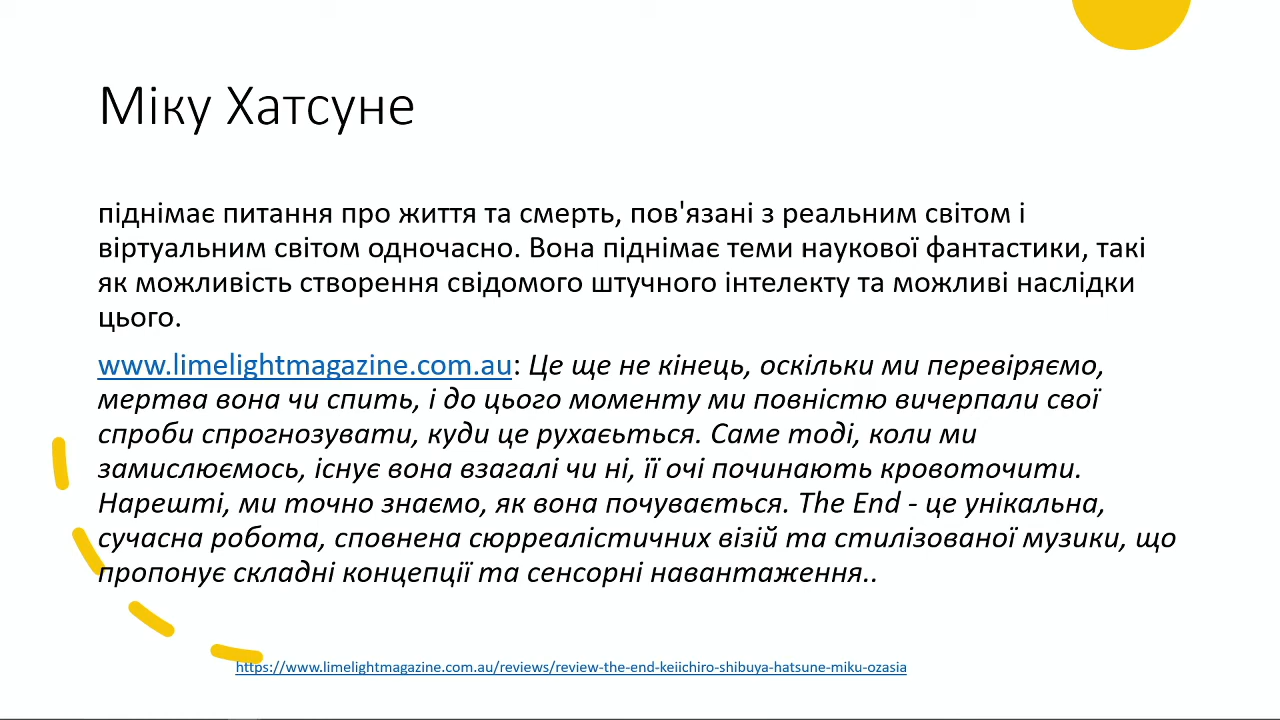 Міку Хатсуне
піднімає питання про життя та смерть, пов'язані з реальним світом і
віртуальним світом одночасно. Вона піднімає теми наукової фантастики, такі
як можливість створення свідомого штучного інтелекту та можливі наслідки
цього.
www.limelightmagazine.com.au: Це ще не кінець, оскільки ми перевіряємо,
мертва вона чи спить, і до цього моменту ми повністю вичерпали свої
спроби спрогнозувати, куди це рухаєьться. Саме тоді, коли ми
замислюємось, існує вона взагалі чи ні, її очі починають кровоточити.
Нарешті, ми точно знаємо, як вона почувається. The End - це унікальна,
сучасна робота, сповнена сюрреалістичних візій та стилізованої музики, що
пропонує складні концепції та сенсорні навантаження..
https://www.limelightmagazine.com.au/reviews/review-the-end-keiichiro-shibuya-hatsune-miku-ozasia